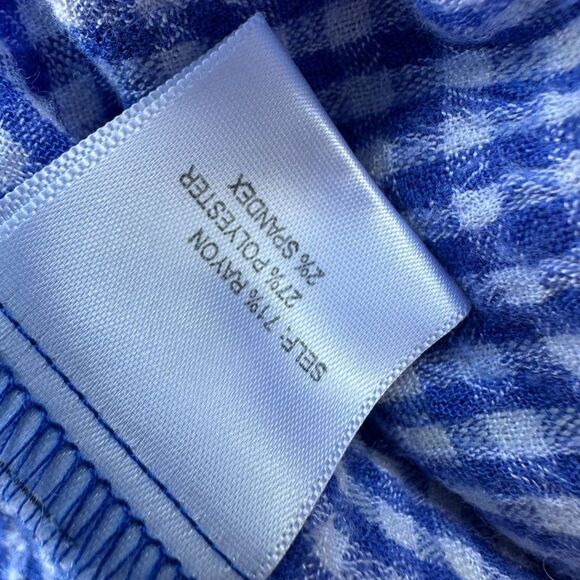 SELF: 71% RAYON
27% POLYESTER
2% SPANDEX